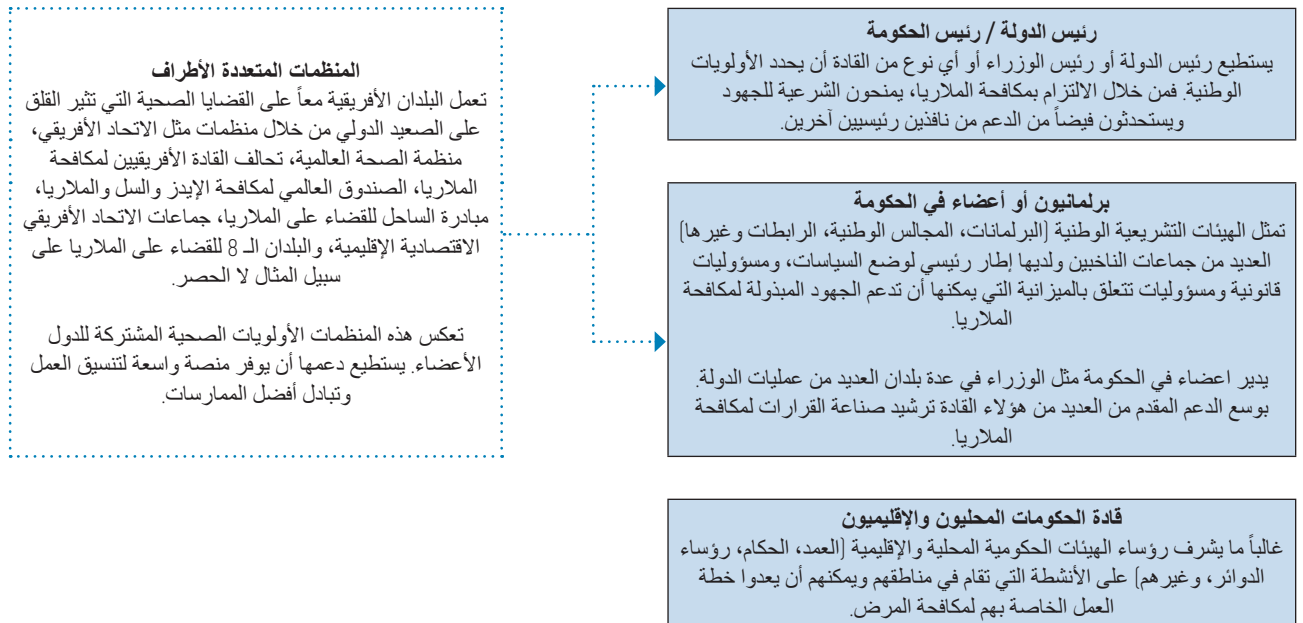 رئيس الدولة / رئيس الحكومة
يستطيع رئيس الدولة أو رئيس الوزراء أو أي نوع من القادة أن يحدد الأولويات
الوطنية. فمن خلال الالتزام بمكافحة الملاريا، يمنحون الشرعية للجهود
ويستحدثون فيضاً من الدعم من نافذين رئيسيين آخرين.
برلمانيون أو أعضاء في الحكومة
تمثل الهيئات التشريعية الوطنية (البرلمانات، المجالس الوطنية، الرابطات وغيرها)
العديد من جماعات الناخبين ولديها إطار رئيسي لوضع السياسات، ومسؤوليات
قانونية ومسؤوليات تتعلق بالميزانية التي يمكنها أن تدعم الجهود المبذولة لمكافحة
الملاريا.
يدير اعضاء في الحكومة مثل الوزراء في عدة بلدان العديد من عمليات الدولة.
بوسع الدعم المقدم من العديد من هؤلاء القادة ترشيد صناعة القرارات لمكافحة
الملاريا.
قادة الحكومات المحليون والإقليميون
غالباً ما يشرف رؤساء الهيئات الحكومية المحلية والإقليمية (العمد، الحكام، رؤساء
الدوائر، وغيرهم) على الأنشطة التي تقام في مناطقهم ويمكنهم أن يعدوا خطة
العمل الخاصة بهم لمكافحة المرض.
المنظمات المتعددة الأطراف
تعمل البلدان الأفريقية معاً على القضايا الصحية التي تثير القلق
على الصعيد الدولي من خلال منظمات مثل الاتحاد الأفريقي،
منظمة الصحة العالمية، تحالف القادة الأفريقيين لمكافحة
الملاريا، الصندوق العالمي لمكافحة الإيدز والسل والملاريا،
مبادرة الساحل للقضاء على الملاريا، جماعات الاتحاد الأفريقي
الاقتصادية الإقليمية، والبلدان الـ 8 للقضاء على الملاريا على
سبيل المثال لا الحصر.
تعكس هذه المنظمات الأولويات الصحية المشتركة للدول
الأعضاء. يستطيع دعمها أن يوفر منصة واسعة لتنسيق العمل
وتبادل أفضل الممارسات.